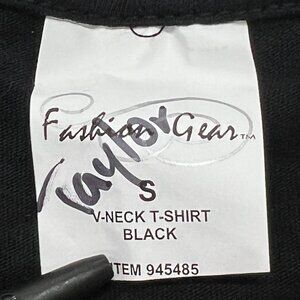 Fashion Gear™
Taylor
S
V-NECK T-SHIRT
BLACK
ITEM 945485